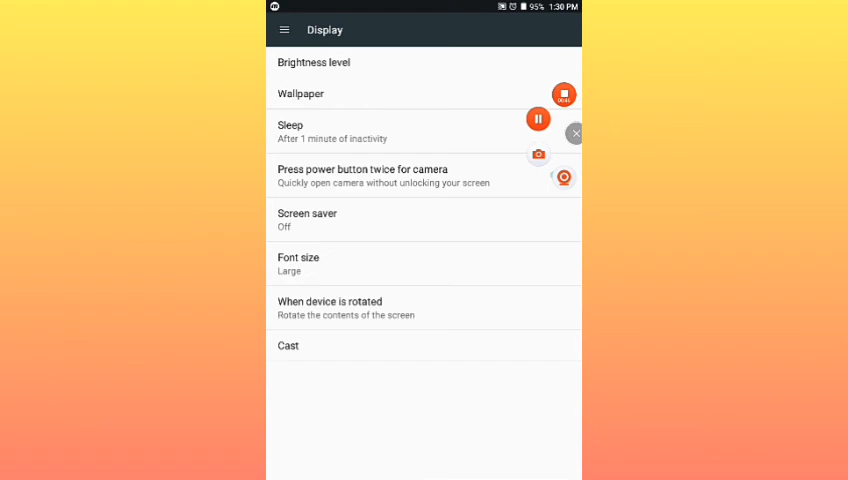 95% 1:30 PM
Display
Brightness level
Wallpaper
Sleep
After 1 minute of inactivity
Press power button twice for camera
Quickly open camera without unlocking your screen
Screen saver
Off
Font size
Large
When device is rotated
Rotate the contents of the screen
Cast